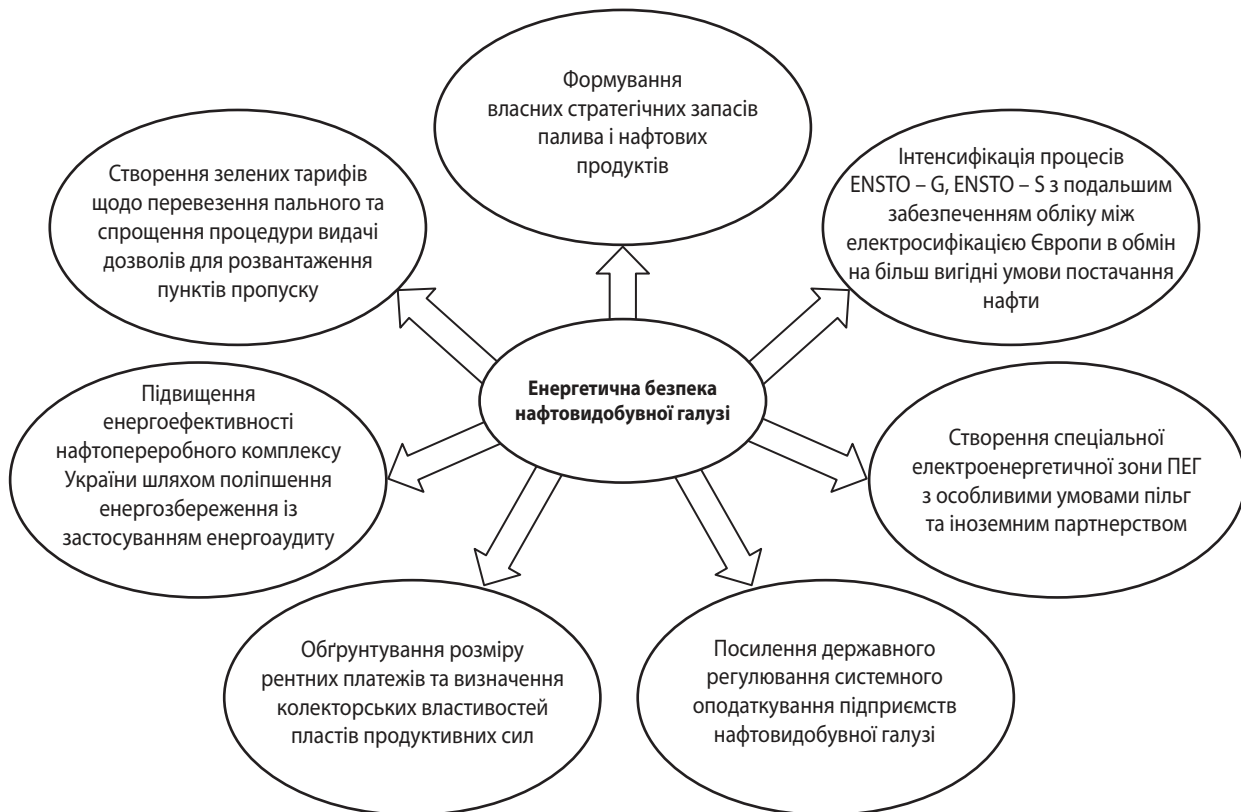 Формування
власних стратегічних запасів
палива і нафтових
продуктів
Створення зелених тарифів
щодо перевезення пального та
спрощення процедури видачі
дозволів для розвантаження
пунктів пропуску
Інтенсифікація процесів
ENSTO – G, ENSTO – S з подальшим
забезпеченням обліку між
електросифікацією Європи в обмін
на більш вигідні умови постачання
нафти
Енергетична безпека
нафтовидобувної галузі
Підвищення
енергоефективності
нафтопереробного комплексу
України шляхом поліпшення
енергозбереження із
застосуванням енергоаудиту
Створення спеціальної
електроенергетичної зони ПЕГ
з особливими умовами пільг
та іноземним партнерством
Обґрунтування розміру
рентних платежів та визначення
колекторських властивостей
пластів продуктивних сил
Посилення державного
регулювання системного
оподаткування підприємств
нафтовидобувної галузі